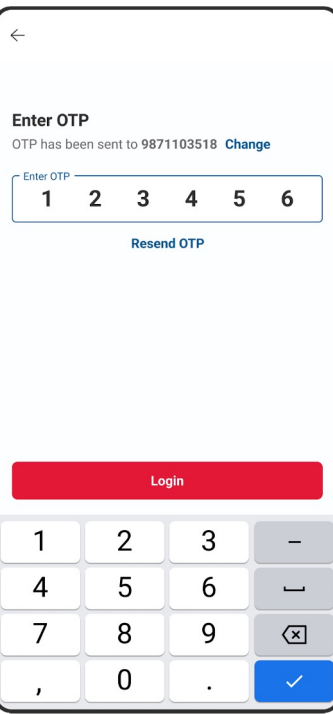 Enter OTP
OTP has been sent to 9871103518 Change
Enter OTP
1 2 3 4 5 6
Resend OTP
Login
1 2 3 –
4 5 6
7 8 9
, 0 .